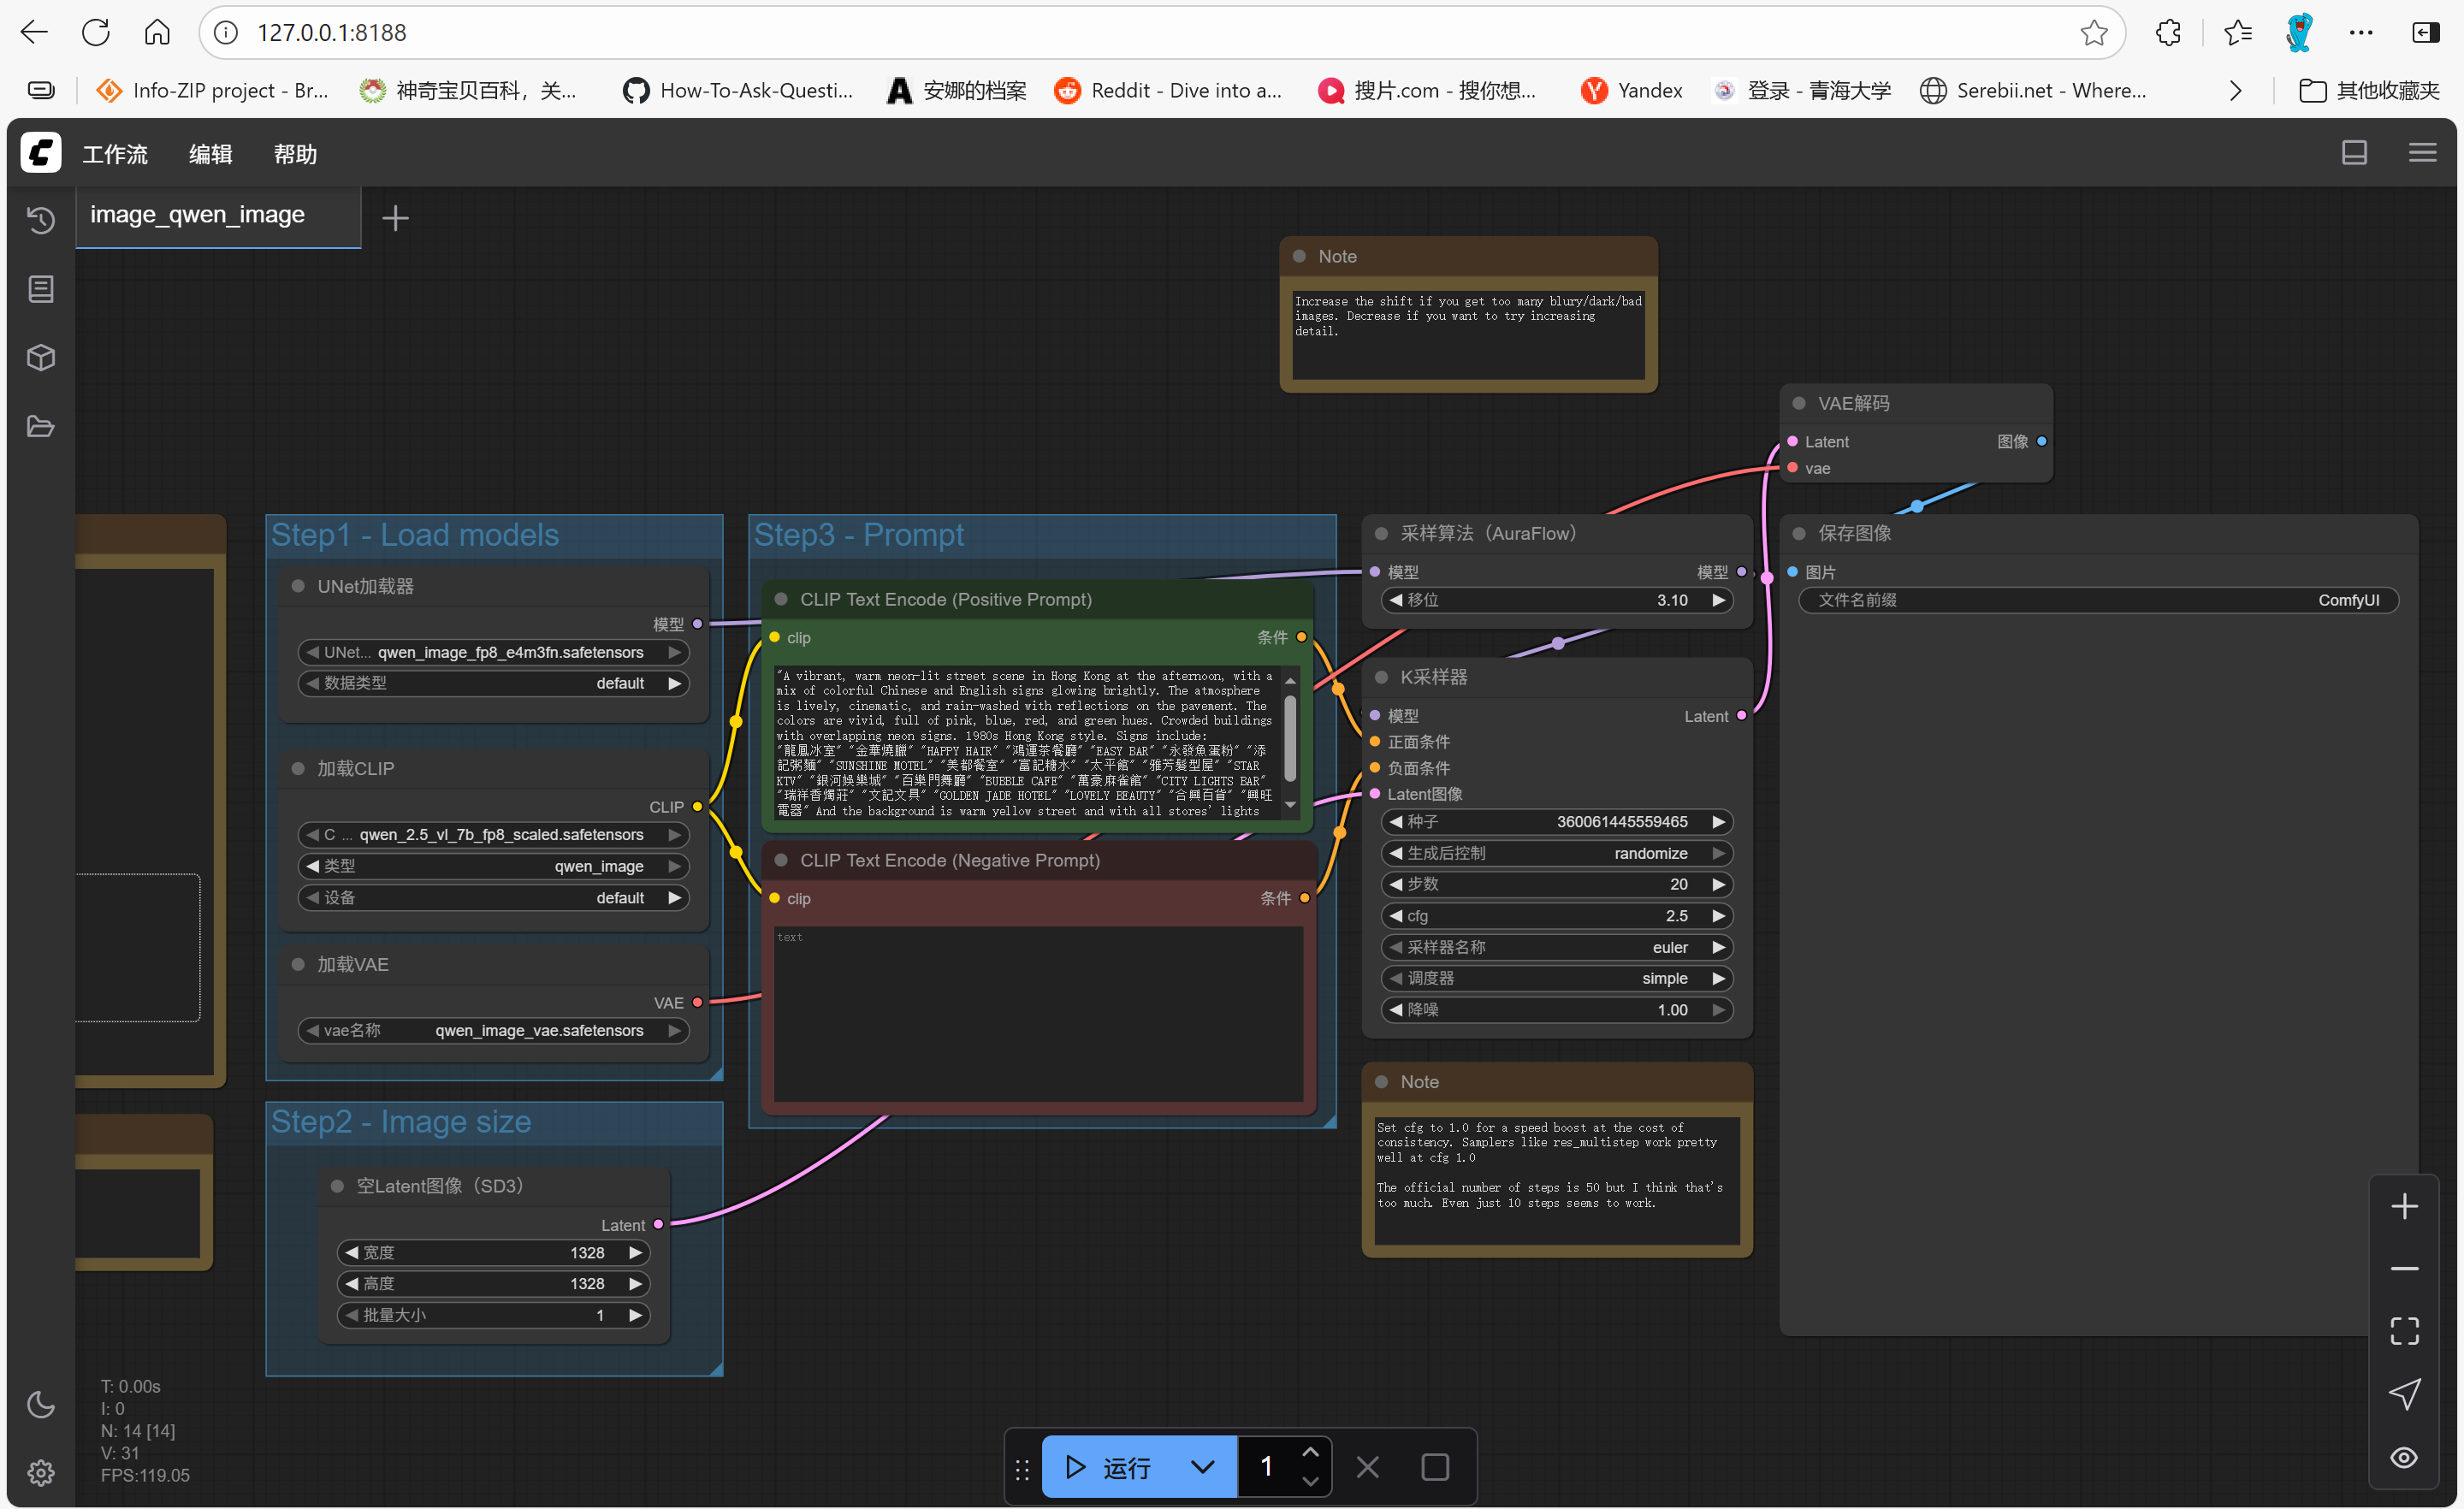 127.0.0.1:8188
Info-ZIP project - Br...
神奇宝贝百科，关...
How-To-Ask-Questi...
安娜的档案
Reddit - Dive into a...
搜片.com - 搜你想...
Yandex
登录 - 青海大学
Serebii.net - Where...
其他收藏夹
工作流
编辑
帮助
image_qwen_image
Note
Increase the shift if you get too many blury/dark/bad
images. Decrease if you want to try increasing
detail.
VAE解码
Latent
图像
vae
Step1 - Load models
UNet加载器
模型
UNet... qwen_image_fp8_e4m3fn.safetensors
数据类型 default
加载CLIP
CLIP
C ... qwen_2.5_vl_7b_fp8_scaled.safetensors
类型 qwen_image
设备 default
加载VAE
VAE
vae名称 qwen_image_vae.safetensors
Step2 - Image size
空Latent图像（SD3）
Latent
宽度 1328
高度 1328
批量大小 1
Step3 - Prompt
CLIP Text Encode (Positive Prompt)
clip
条件
"A vibrant, warm neon-lit street scene in Hong Kong at the afternoon, with a
mix of colorful Chinese and English signs glowing brightly. The atmosphere
is lively, cinematic, and rain-washed with reflections on the pavement. The
colors are vivid, full of pink, blue, red, and green hues. Crowded buildings
with overlapping neon signs. 1980s Hong Kong style. Signs include:
"龍鳳冰室" "金華燒臘" "HAPPY HAIR" "鴻運茶餐廳" "EASY BAR" "永發魚蛋粉" "添
記粥麵" "SUNSHINE MOTEL" "美都餐室" "富記糖水" "太平館" "雅芳髮型屋" "STAR
KTV" "銀河娛樂城" "百樂門舞廳" "BUBBLE CAFE" "萬豪麻雀館" "CITY LIGHTS BAR"
"瑞祥香燭莊" "文記文具" "GOLDEN JADE HOTEL" "LOVELY BEAUTY" "合興百貨" "興旺
電器" And the background is warm yellow street and with all stores' lights
CLIP Text Encode (Negative Prompt)
clip
条件
text
采样算法（AuraFlow）
模型
模型
移位 3.10
K采样器
模型
Latent
正面条件
负面条件
Latent图像
种子 360061445559465
生成后控制 randomize
步数 20
cfg 2.5
采样器名称 euler
调度器 simple
降噪 1.00
Note
Set cfg to 1.0 for a speed boost at the cost of
consistency. Samplers like res_multistep work pretty
well at cfg 1.0
The official number of steps is 50 but I think that's
too much. Even just 10 steps seems to work.
保存图像
图片
文件名前缀 ComfyUI
T: 0.00s
I: 0
N: 14 [14]
V: 31
FPS:119.05
运行
1